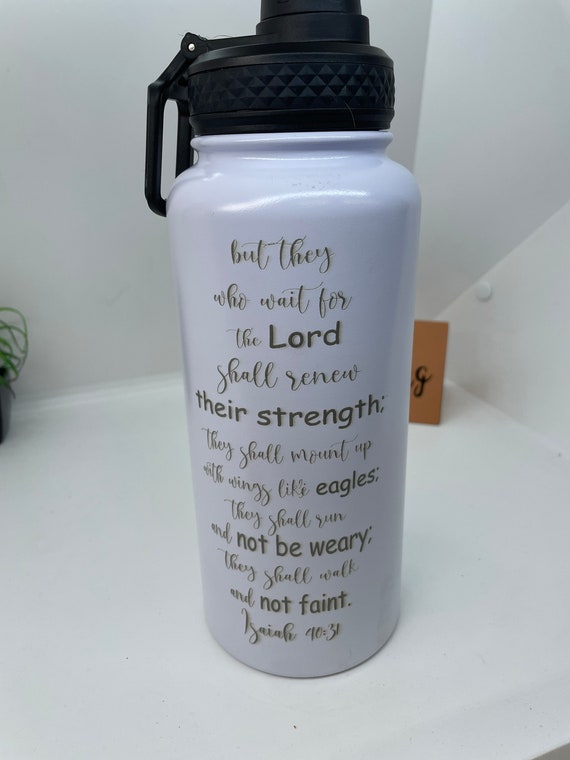 but they
who wait for
the Lord
shall renew
their strength;
they shall mount up
with wings like eagles;
they shall run
and not be weary;
they shall walk
and not faint.
Isaiah 40:31